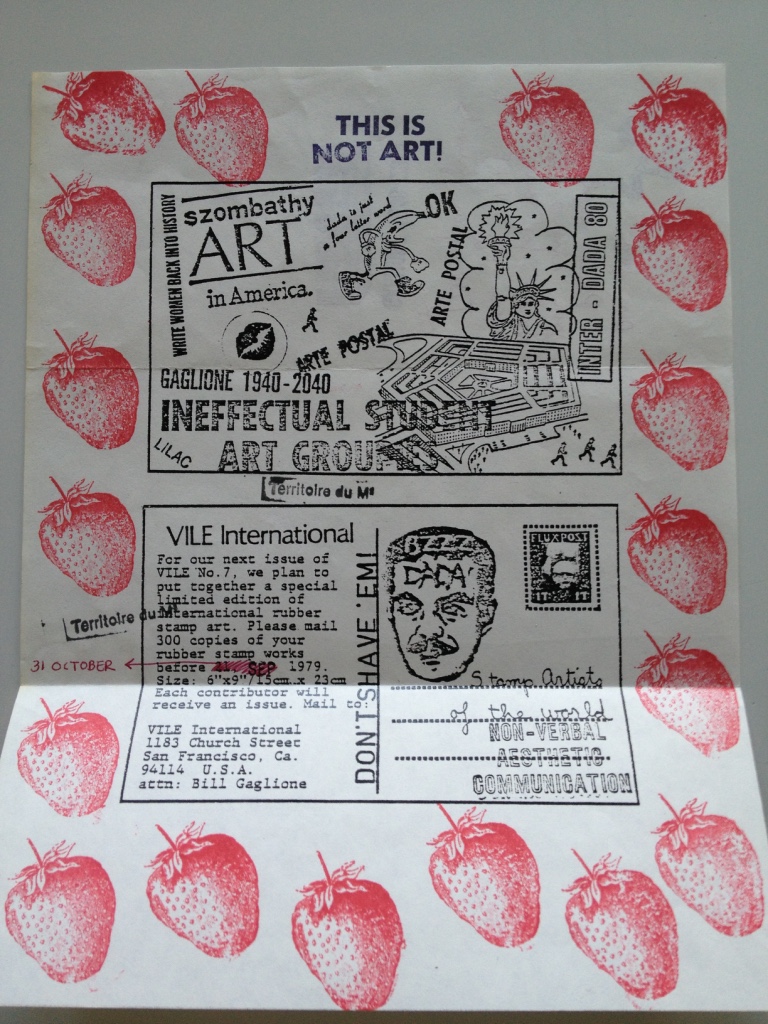 THIS IS
NOT ART!
WRITE WOMEN BACK INTO HISTORY
szombathy
ART
in America.
dada is just
a four letter word
OK
ARTE POSTAL
INTER - DADA 80
ARTE POSTAL
GAGLIONE 1940-2040
INEFFECTUAL STUDENT
ART GROUP
LILAC
Territoire du Mt
VILE International
For our next issue of
VILE No.7, we plan to
put together a special
limited edition of
international rubber
stamp art. Please mail
300 copies of your
rubber stamp works
before SEP 1979.
31 OCTOBER
Size: 6"x9"/15cm.x 23cm
Each contributor will
receive an issue. Mail to:
VILE International
1183 Church Street
San Francisco, Ca.
94114 U.S.A.
attn: Bill Gaglione
Territoire du Mt
DON'T SHAVE 'EM!
DADA
FLUXPOST
1T 1T
Stamp Artists
of the world
NON-VERBAL
AESTHETIC
COMMUNICATION